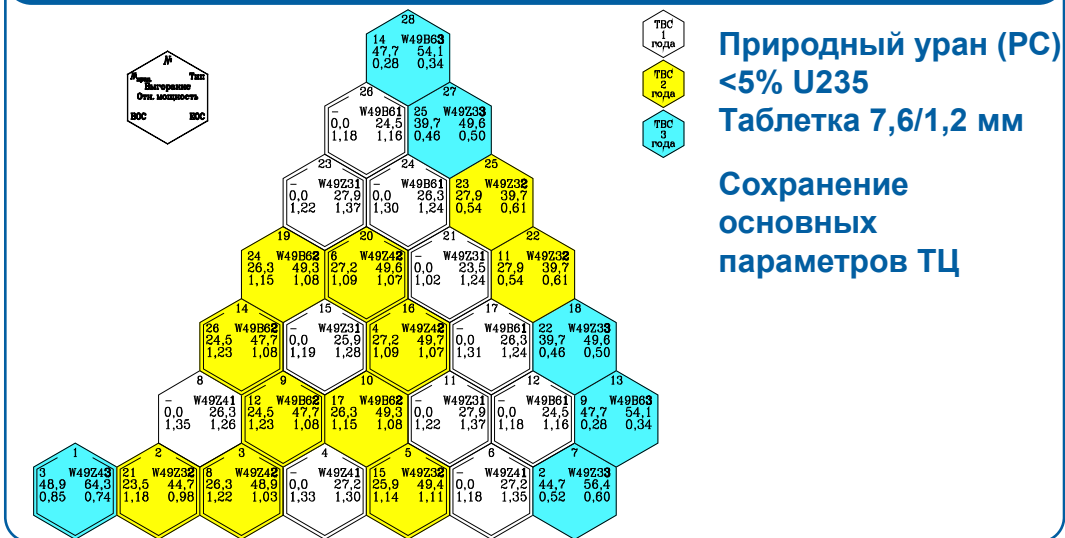 28
14 W49B63
47,7 54,1
0,28 0,34
№
№пред. Тип
Выгорание
Отн. мощность
BOC EOC
ТВС
1
года
ТВС
2
года
ТВС
3
года
Природный уран (РС)
<5% U235
Таблетка 7,6/1,2 мм
Сохранение
основных
параметров ТЦ
26
- W49B61
0,0 24,5
1,18 1,16
27
25 W49Z33
39,7 49,6
0,46 0,50
23
- W49Z31
0,0 27,9
1,22 1,37
24
- W49B61
0,0 26,3
1,30 1,24
25
23 W49Z32
27,9 39,7
0,54 0,61
19
24 W49B62
26,3 49,3
1,15 1,08
20
6 W49Z42
27,2 49,6
1,09 1,07
21
- W49Z31
0,0 23,5
1,02 1,24
22
11 W49Z32
27,9 39,7
0,54 0,61
14
26 W49B62
24,5 47,7
1,23 1,08
15
- W49Z31
0,0 25,9
1,19 1,28
16
4 W49Z42
27,2 49,7
1,09 1,07
17
- W49B61
0,0 26,3
1,31 1,24
18
22 W49Z33
39,7 49,6
0,46 0,50
8
- W49Z41
0,0 26,3
1,35 1,26
9
12 W49B62
24,5 47,7
1,23 1,08
10
17 W49B62
26,3 49,3
1,15 1,08
11
- W49Z31
0,0 27,9
1,22 1,37
12
- W49B61
0,0 24,5
1,18 1,16
13
9 W49B63
47,7 54,1
0,28 0,34
1
3 W49Z43
48,9 64,3
0,85 0,74
2
21 W49Z32
23,5 44,7
1,18 0,98
3
8 W49Z42
26,3 48,9
1,22 1,03
4
- W49Z41
0,0 27,2
1,33 1,30
5
15 W49Z32
25,9 49,4
1,14 1,11
6
- W49Z41
0,0 27,2
1,18 1,35
7
2 W49Z33
44,7 56,4
0,52 0,60